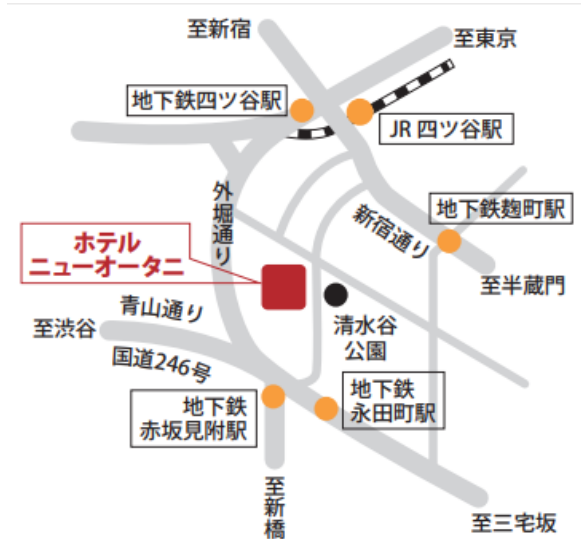 至新宿
至東京
地下鉄四ツ谷駅
JR 四ツ谷駅
外堀通り
新宿通り
地下鉄麹町駅
ホテル
ニューオータニ
至半蔵門
清水谷
公園
青山通り
至渋谷
国道246号
地下鉄
赤坂見附駅
地下鉄
永田町駅
至新橋
至三宅坂